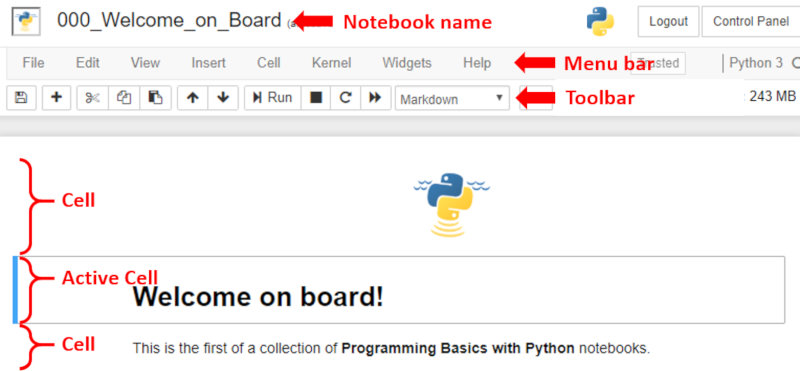 000_Welcome_on_Board Notebook name Logout Control Panel
File Edit View Insert Cell Kernel Widgets Help Menu bar Trusted Python 3
Run Markdown Toolbar 243 MB
Cell
Active Cell
Welcome on board!
Cell
This is the first of a collection of Programming Basics with Python notebooks.